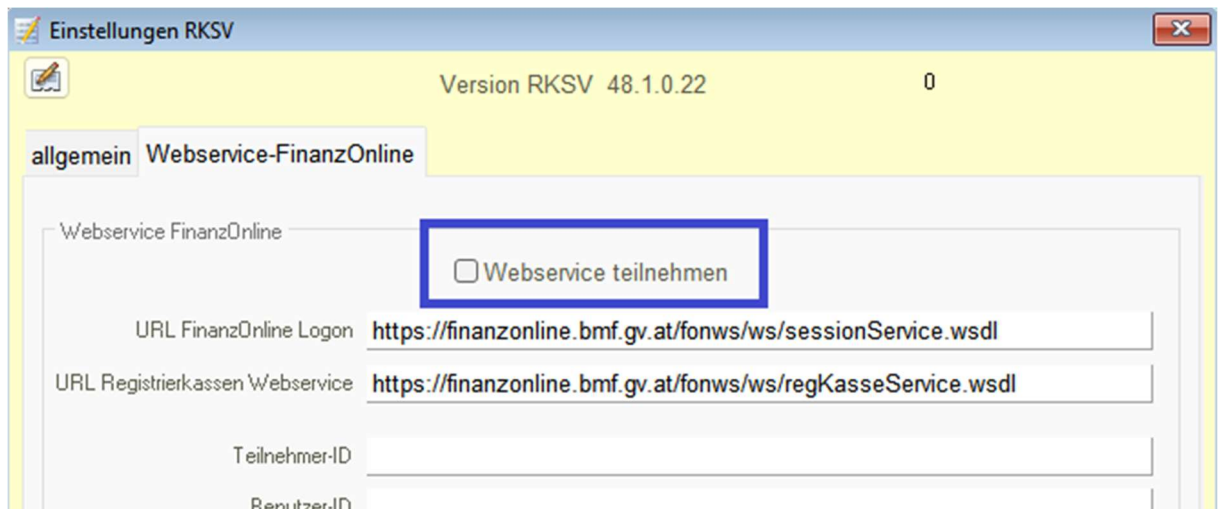 Einstellungen RKSV
Version RKSV 48.1.0.22 0
allgemein Webservice-FinanzOnline
Webservice FinanzOnline
Webservice teilnehmen
URL FinanzOnline Logon https://finanzonline.bmf.gv.at/fonws/ws/sessionService.wsdl
URL Registrierkassen Webservice https://finanzonline.bmf.gv.at/fonws/ws/regKasseService.wsdl
Teilnehmer-ID
Benutzer-ID